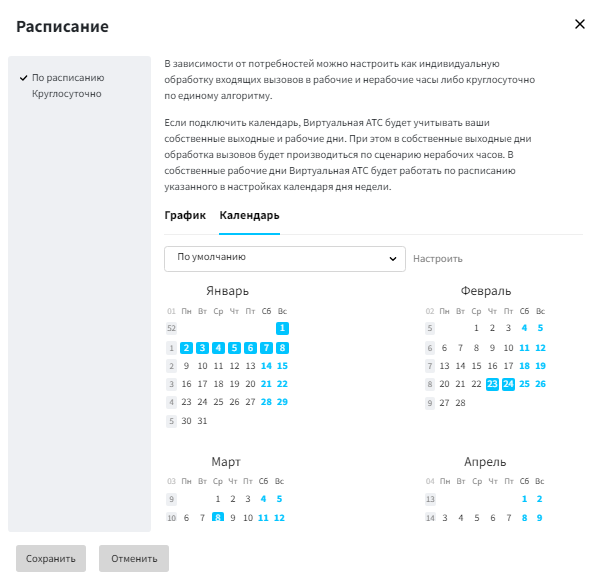 Расписание
По расписанию
Круглосуточно
В зависимости от потребностей можно настроить как индивидуальную
обработку входящих вызовов в рабочие и нерабочие часы либо круглосуточно
по единому алгоритму.
Если подключить календарь, Виртуальная АТС будет учитывать ваши
собственные выходные и рабочие дни. При этом в собственные выходные дни
обработка вызовов будет производиться по сценарию нерабочих часов. В
собственные рабочие дни Виртуальная АТС будет работать по расписанию
указанного в настройках календаря дня недели.
График Календарь
По умолчанию Настроить
Январь
01 Пн Вт Ср Чт Пт Сб Вс
52 1
1 2 3 4 5 6 7 8
2 9 10 11 12 13 14 15
3 16 17 18 19 20 21 22
4 23 24 25 26 27 28 29
5 30 31
Февраль
02 Пн Вт Ср Чт Пт Сб Вс
5 1 2 3 4 5
6 6 7 8 9 10 11 12
7 13 14 15 16 17 18 19
8 20 21 22 23 24 25 26
9 27 28
Март
03 Пн Вт Ср Чт Пт Сб Вс
9 1 2 3 4 5
10 6 7 8 9 10 11 12
Апрель
04 Пн Вт Ср Чт Пт Сб Вс
13 1 2
14 3 4 5 6 7 8 9
Сохранить Отменить